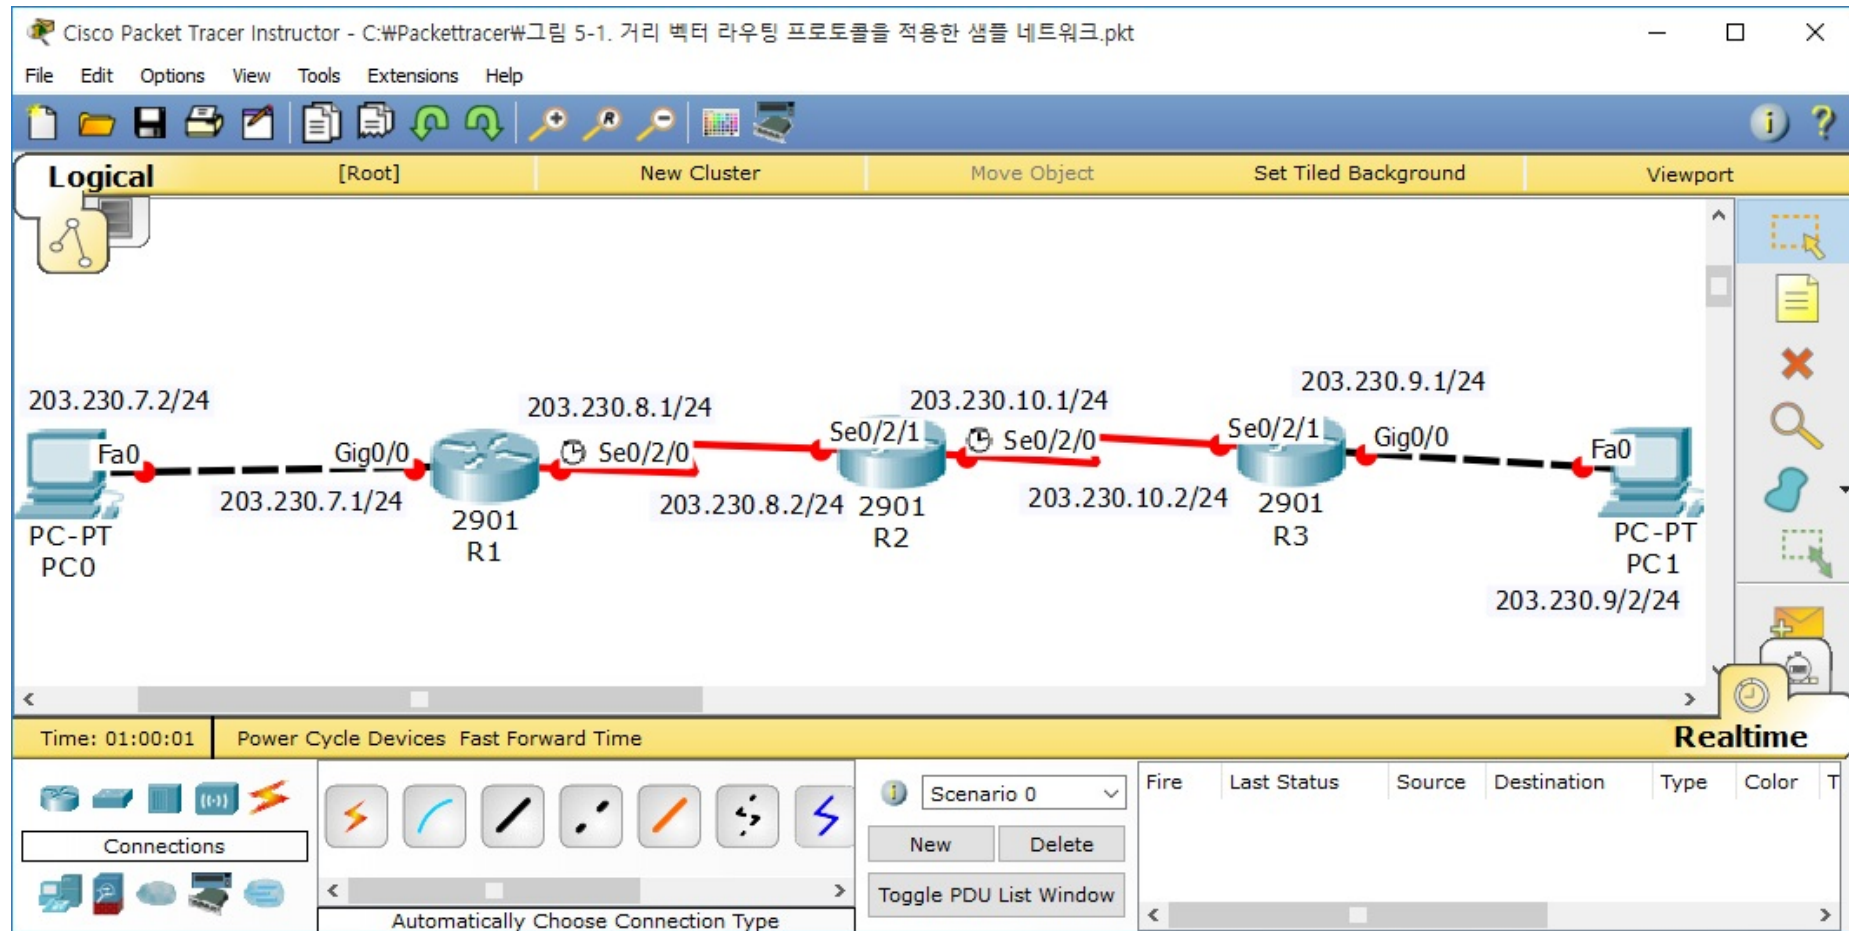 Cisco Packet Tracer Instructor - C:₩Packettracer₩그림 5-1. 거리 벡터 라우팅 프로토콜을 적용한 샘플 네트워크.pkt
File Edit Options View Tools Extensions Help
Logical [Root] New Cluster Move Object Set Tiled Background Viewport
203.230.7.2/24
203.230.8.1/24
203.230.10.1/24
203.230.9.1/24
Fa0
Gig0/0
Se0/2/0
Se0/2/1
Se0/2/0
Se0/2/1
Gig0/0
Fa0
203.230.7.1/24
203.230.8.2/24
203.230.10.2/24
PC-PT
PC0
2901
R1
2901
R2
2901
R3
PC-PT
PC1
203.230.9/2/24
Time: 01:00:01 Power Cycle Devices Fast Forward Time Realtime
Connections
Automatically Choose Connection Type
Scenario 0
New Delete
Toggle PDU List Window
Fire Last Status Source Destination Type Color T